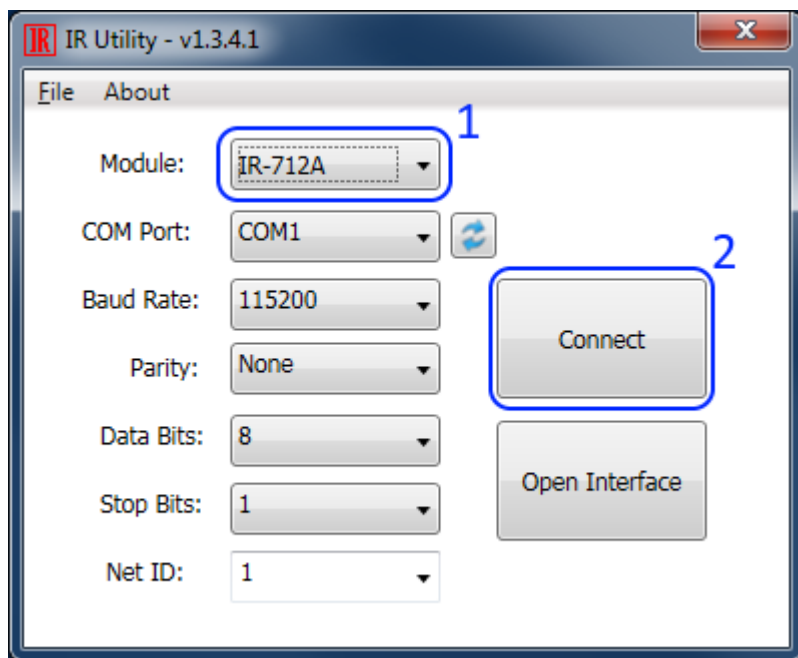 IR IR Utility - v1.3.4.1
x
File About
1
Module: IR-712A
COM Port: COM1
2
Baud Rate: 115200
Connect
Parity: None
Data Bits: 8
Open Interface
Stop Bits: 1
Net ID: 1